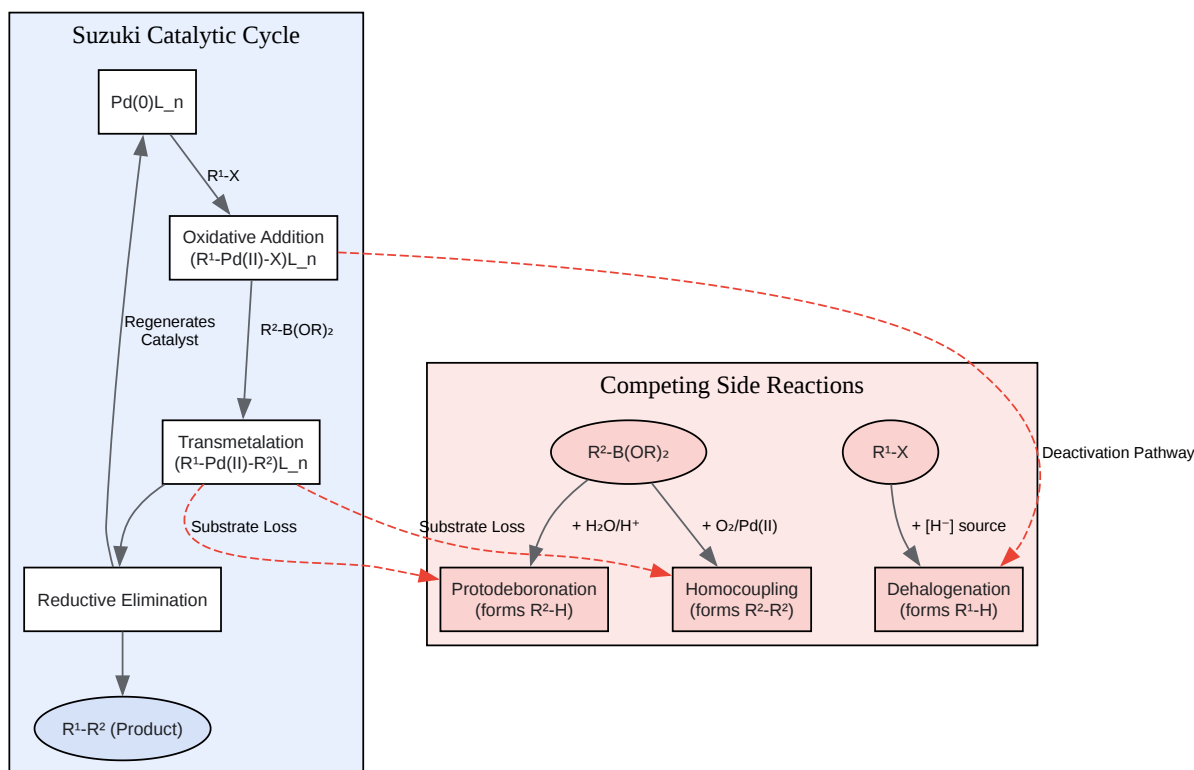 Suzuki Catalytic Cycle
Pd(0)L_n
R¹-X
Oxidative Addition
(R¹-Pd(II)-X)L_n
Regenerates
Catalyst
R²-B(OR)₂
Transmetalation
(R¹-Pd(II)-R²)L_n
Substrate Loss
Substrate Loss
Reductive Elimination
R¹-R² (Product)
Competing Side Reactions
R²-B(OR)₂
R¹-X
Deactivation Pathway
+ H₂O/H⁺
+ O₂/Pd(II)
+ [H⁻] source
Protodeboronation
(forms R²-H)
Homocoupling
(forms R²-R²)
Dehalogenation
(forms R¹-H)